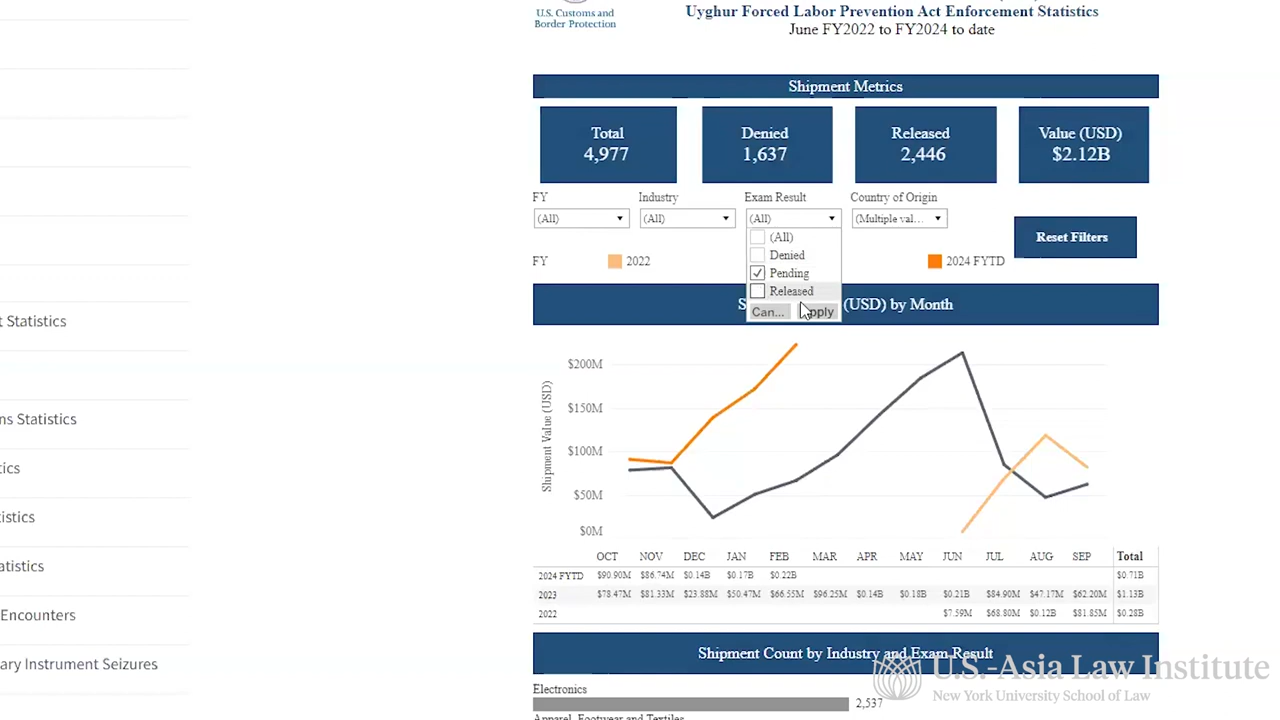 U.S. Customs and
Border Protection
Uyghur Forced Labor Prevention Act Enforcement Statistics
June FY2022 to FY2024 to date
Shipment Metrics
Total
4,977
Denied
1,637
Released
2,446
Value (USD)
$2.12B
FY
Industry
Exam Result
Country of Origin
(All)
(All)
(All)
(Multiple val...
Reset Filters
(All)
Denied
Pending
Released
Can...
FY
2022
2024 FYTD
(USD) by Month
Shipment Value (USD)
$200M
$150M
$100M
$50M
$0M
OCT NOV DEC JAN FEB MAR APR MAY JUN JUL AUG SEP Total
2024 FYTD $90.90M $86.74M $0.14B $0.17B $0.22B $0.71B
2023 $78.47M $81.33M $23.88M $50.47M $66.55M $96.25M $0.14B $0.18B $0.21B $84.90M $47.17M $62.20M $1.13B
2022 $7.59M $68.80M $0.12B $81.85M $0.28B
Shipment Count by Industry and Exam Result
Electronics
2,537
Apparel, Footwear and Textiles
t Statistics
ns Statistics
tics
tistics
atistics
Encounters
ary Instrument Seizures
U.S.-Asia Law Institute
New York University School of Law